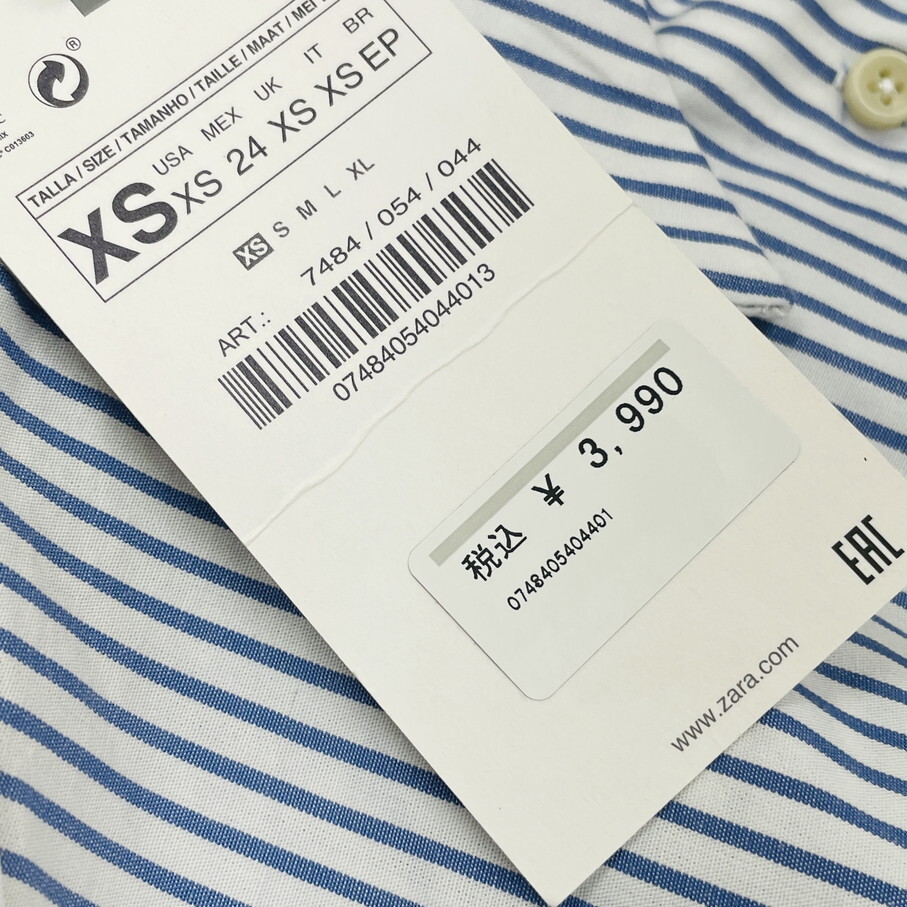 ®
C013603
TALLA / SIZE / TAMANHO / TAILLE / MAAT /
USA MEX UK IT BR
XS XS 24 XS XS EP
XS S M L XL
ART.: 7484 / 054 / 044
07484054044013
税込 ¥ 3,990
0748405404401
EAC
www.zara.com